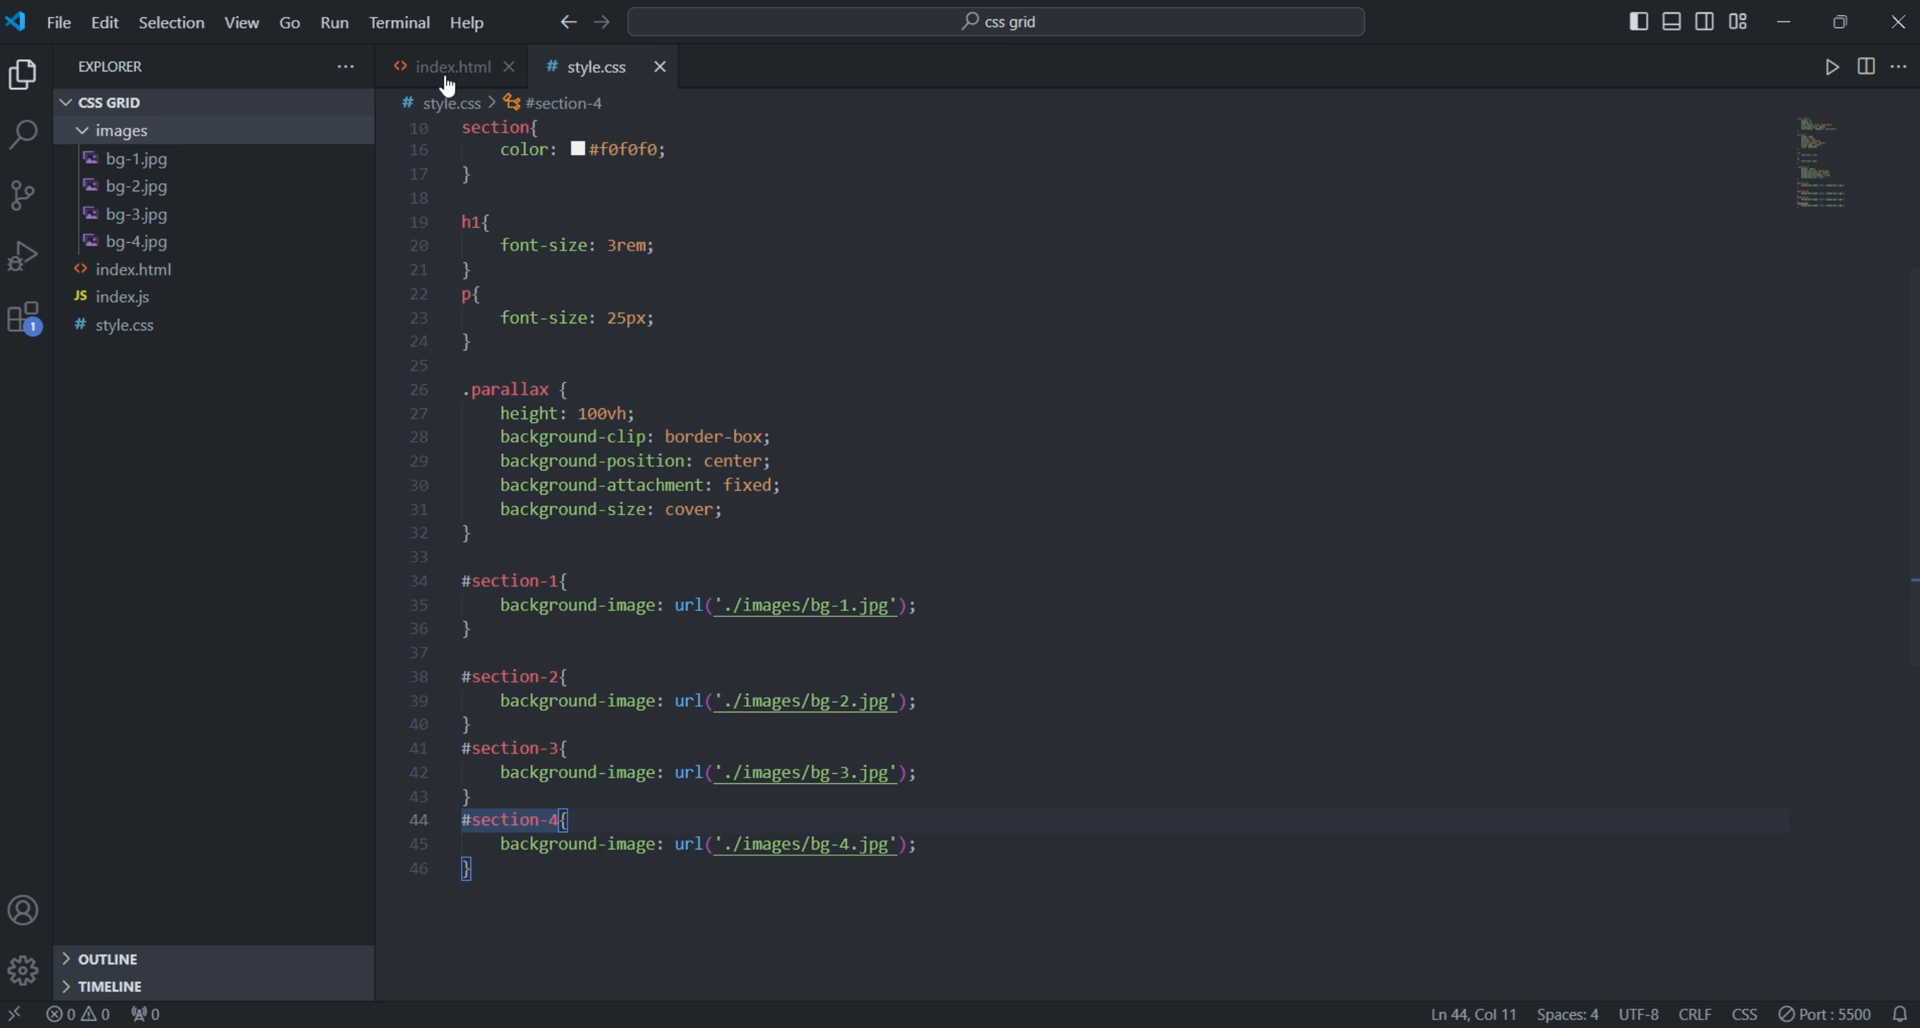 File Edit Selection View Go Run Terminal Help
css grid
EXPLORER
index.html
# style.css
CSS GRID
# style.css > #section-4
images
bg-1.jpg
bg-2.jpg
bg-3.jpg
bg-4.jpg
<> index.html
JS index.js
# style.css
10 section{
16 color: #f0f0f0;
17 }
18
19 h1{
20 font-size: 3rem;
21 }
22 p{
23 font-size: 25px;
24 }
25
26 .parallax {
27 height: 100vh;
28 background-clip: border-box;
29 background-position: center;
30 background-attachment: fixed;
31 background-size: cover;
32 }
33
34 #section-1{
35 background-image: url('./images/bg-1.jpg');
36 }
37
38 #section-2{
39 background-image: url('./images/bg-2.jpg');
40 }
41 #section-3{
42 background-image: url('./images/bg-3.jpg');
43 }
44 #section-4{
45 background-image: url('./images/bg-4.jpg');
46 }
1
OUTLINE
TIMELINE
0 0 0
Ln 44, Col 11 Spaces: 4 UTF-8 CRLF CSS Port : 5500